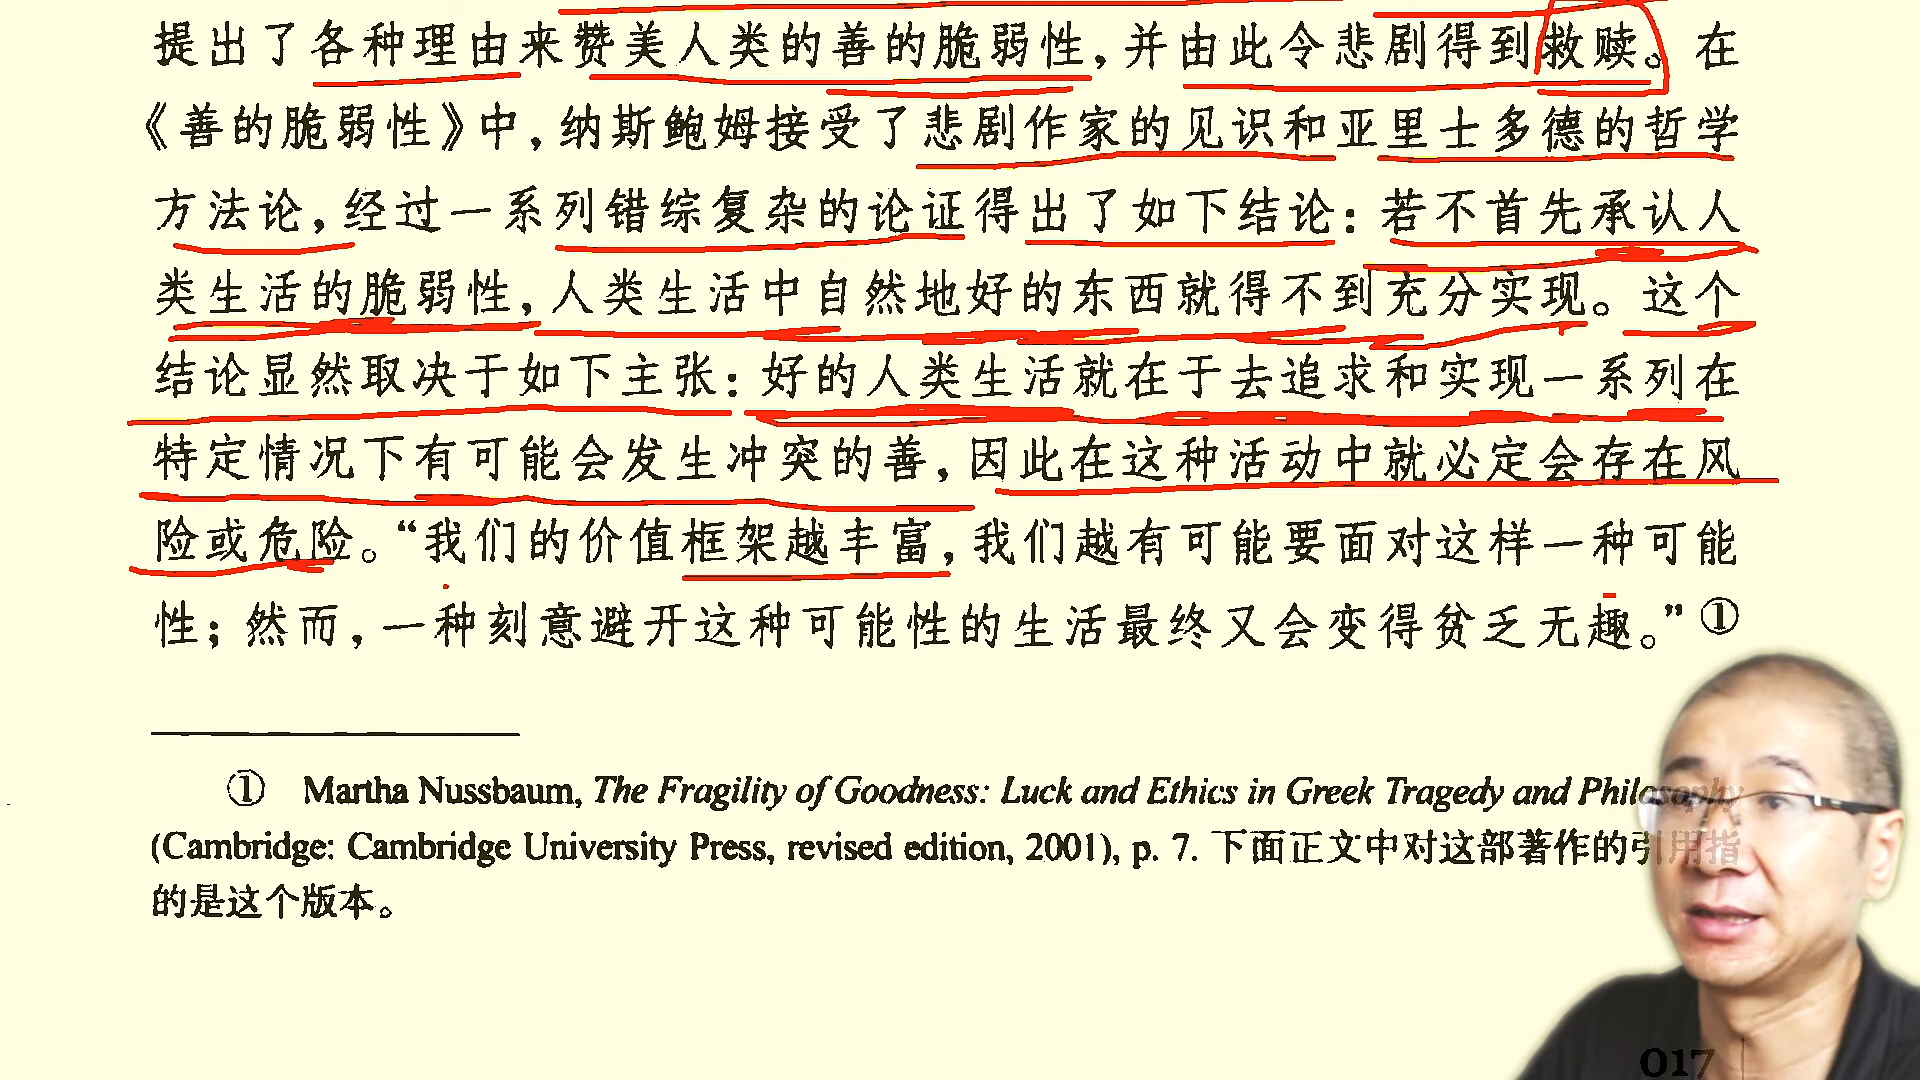 提出了各种理由来赞美人类的善的脆弱性，并由此令悲剧得到救赎。在
《善的脆弱性》中，纳斯鲍姆接受了悲剧作家的见识和亚里士多德的哲学
方法论，经过一系列错综复杂的论证得出了如下结论：若不首先承认人
类生活的脆弱性，人类生活中自然地好的东西就得不到充分实现。这个
结论显然取决于如下主张：好的人类生活就在于去追求和实现一系列在
特定情况下有可能会发生冲突的善，因此在这种活动中就必定会存在风
险或危险。“我们的价值框架越丰富，我们越有可能要面对这样一种可能
性；然而，一种刻意避开这种可能性的生活最终又会变得贫乏无趣。”①
① Martha Nussbaum, The Fragility of Goodness: Luck and Ethics in Greek Tragedy and Philosophy
(Cambridge: Cambridge University Press, revised edition, 2001), p. 7. 下面正文中对这部著作的引用指
的是这个版本。
017